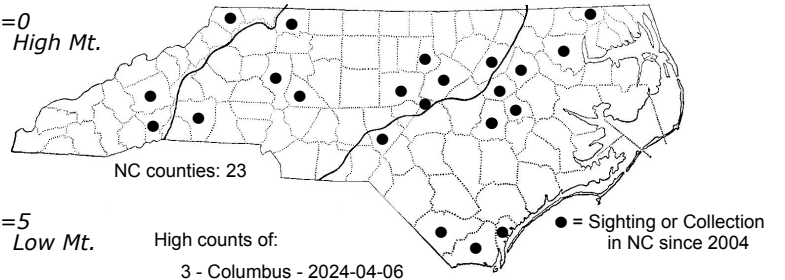 =0
High Mt.
NC counties: 23
=5
Low Mt.
High counts of:
3 - Columbus - 2024-04-06
= Sighting or Collection
in NC since 2004